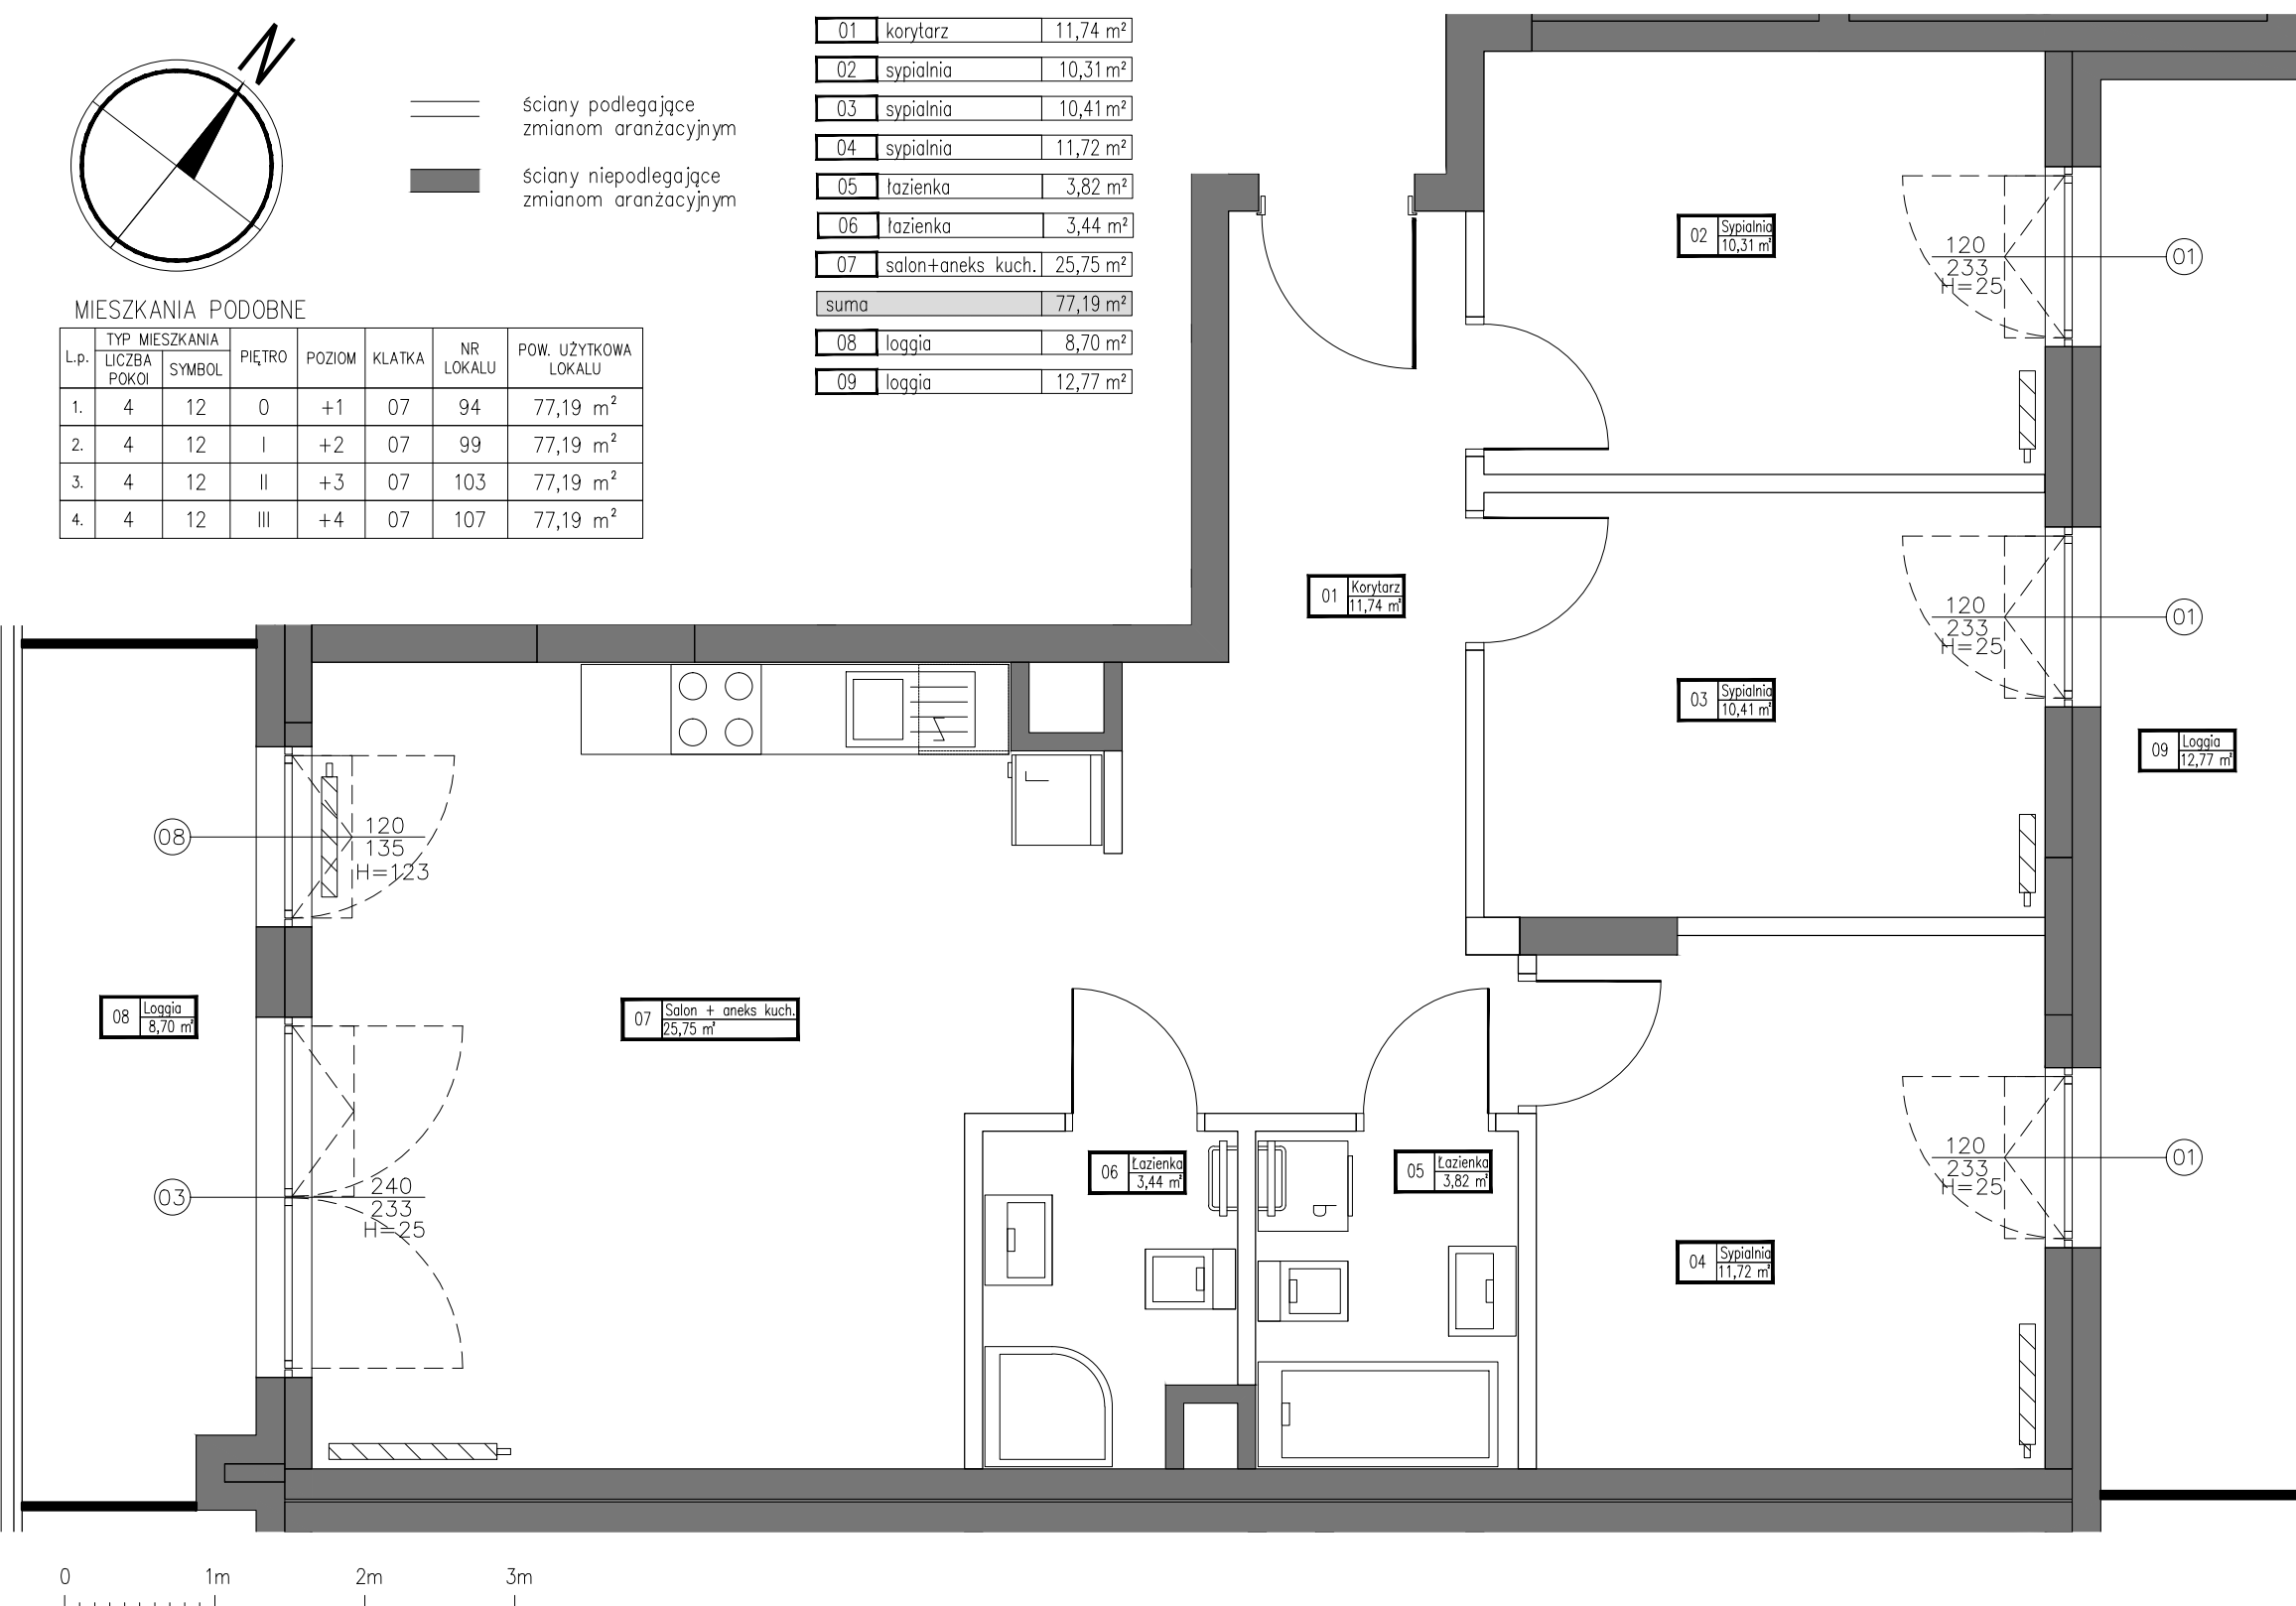 N
ściany podlegające
zmianom aranżacyjnym
ściany niepodlegające
zmianom aranżacyjnym
01 korytarz 11,74 m²
02 sypialnia 10,31 m²
03 sypialnia 10,41 m²
04 sypialnia 11,72 m²
05 łazienka 3,82 m²
06 łazienka 3,44 m²
07 salon+aneks kuch. 25,75 m²
suma 77,19 m²
08 loggia 8,70 m²
09 loggia 12,77 m²
MIESZKANIA PODOBNE
L.p. TYP MIESZKANIA PIĘTRO POZIOM KLATKA NR LOKALU POW. UŻYTKOWA LOKALU
LICZBA POKOI SYMBOL
1. 4 12 0 +1 07 94 77,19 m²
2. 4 12 I +2 07 99 77,19 m²
3. 4 12 II +3 07 103 77,19 m²
4. 4 12 III +4 07 107 77,19 m²
02 Sypialnia
10,31 m²
120
233
H=25
01
01 Korytarz
11,74 m²
120
233
H=25
01
03 Sypialnia
10,41 m²
09 Loggia
12,77 m²
L
08
120
135
H=123
08 Loggia
8,70 m²
07 Salon + aneks kuch.
25,75 m²
03
240
233
H=25
06 Łazienka
3,44 m²
05 Łazienka
3,82 m²
P
120
233
H=25
01
04 Sypialnia
11,72 m²
0 1m 2m 3m